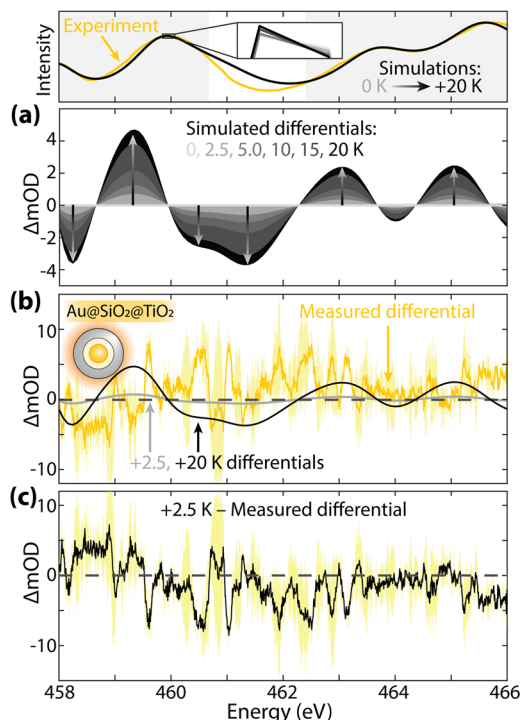 Experiment
Intensity
Simulations:
0 K +20 K
(a)
Simulated differentials:
0, 2.5, 5.0, 10, 15, 20 K
ΔmOD
4
2
0
-2
-4
(b)
Au@SiO₂@TiO₂
Measured differential
ΔmOD
10
0
-10
+2.5, +20 K differentials
(c)
+2.5 K – Measured differential
ΔmOD
10
0
-10
458 460 462 464 466
Energy (eV)